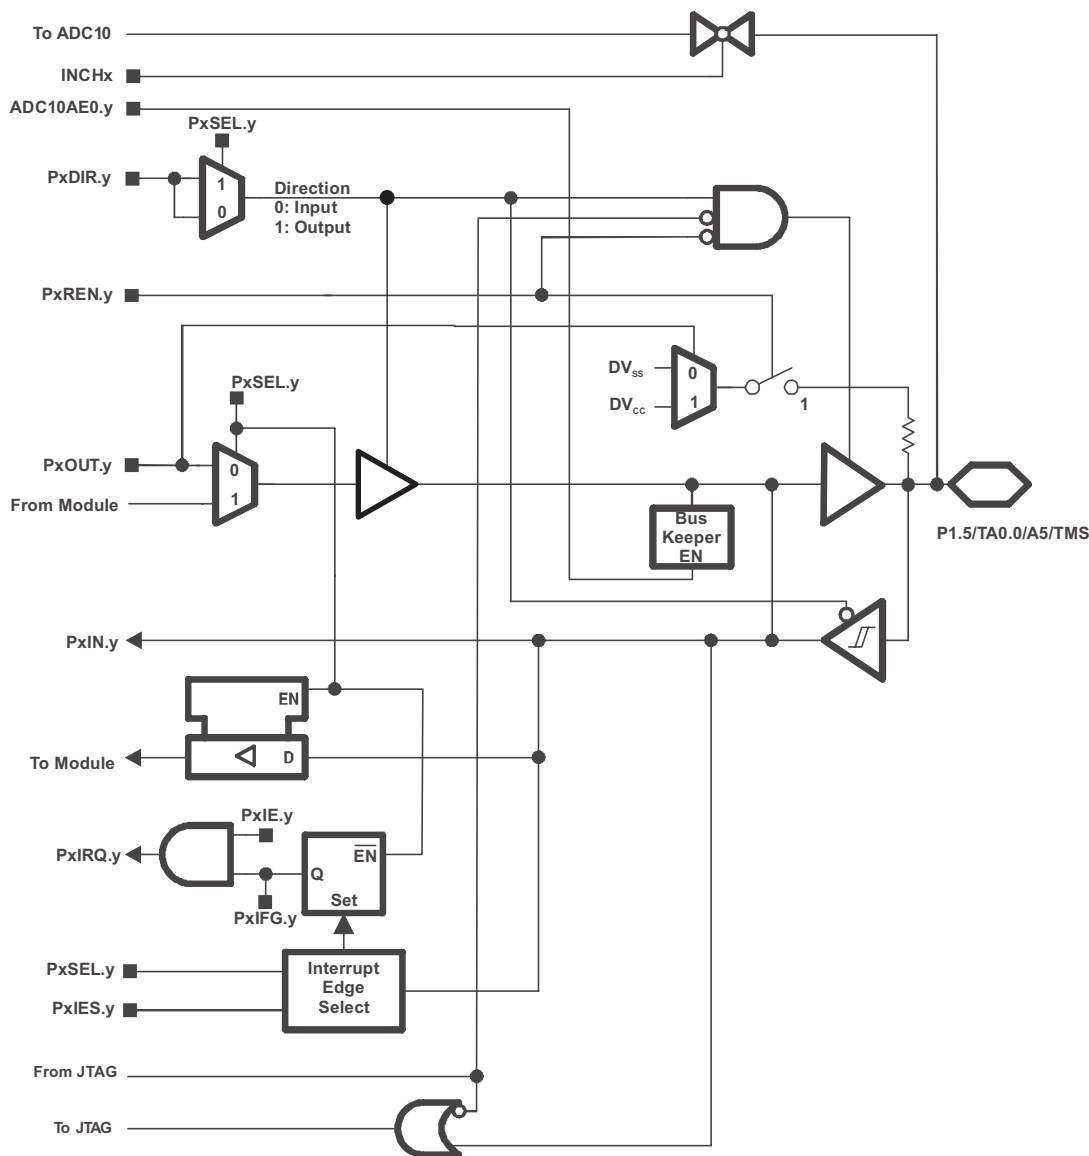 To ADC10
INCHx
ADC10AE0.y
PxSEL.y
PxDIR.y
1
0
Direction
0: Input
1: Output
PxREN.y
DVSS
0
DVCC
1
1
PxSEL.y
PxOUT.y
0
From Module
1
Bus
Keeper
EN
P1.5/TA0.0/A5/TMS
PxIN.y
EN
To Module
D
PxIE.y
PxIRQ.y
EN
Q
Set
PxIFG.y
PxSEL.y
PxIES.y
Interrupt
Edge
Select
From JTAG
To JTAG